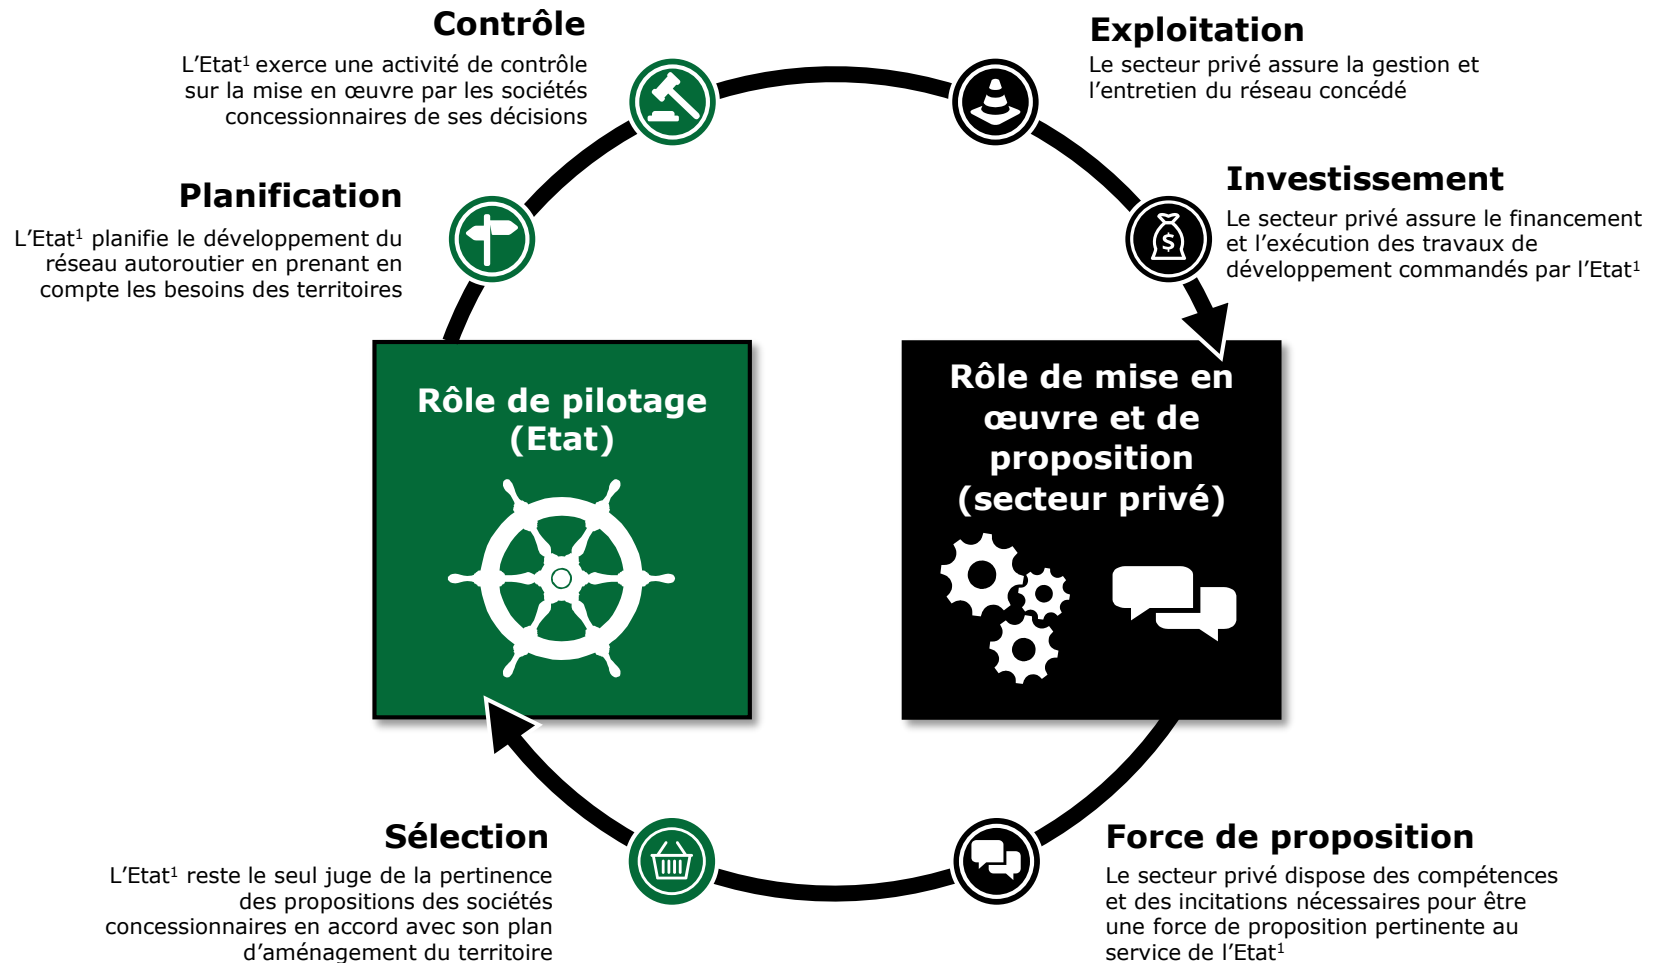 Contrôle
L'Etat¹ exerce une activité de contrôle
sur la mise en œuvre par les sociétés
concessionnaires de ses décisions
Exploitation
Le secteur privé assure la gestion et
l'entretien du réseau concédé
Planification
L'Etat¹ planifie le développement du
réseau autoroutier en prenant en
compte les besoins des territoires
Investissement
Le secteur privé assure le financement
et l'exécution des travaux de
développement commandés par l'Etat¹
$
Rôle de pilotage
(Etat)
Rôle de mise en
œuvre et de
proposition
(secteur privé)
Sélection
L'Etat¹ reste le seul juge de la pertinence
des propositions des sociétés
concessionnaires en accord avec son plan
d'aménagement du territoire
Force de proposition
Le secteur privé dispose des compétences
et des incitations nécessaires pour être
une force de proposition pertinente au
service de l'Etat¹